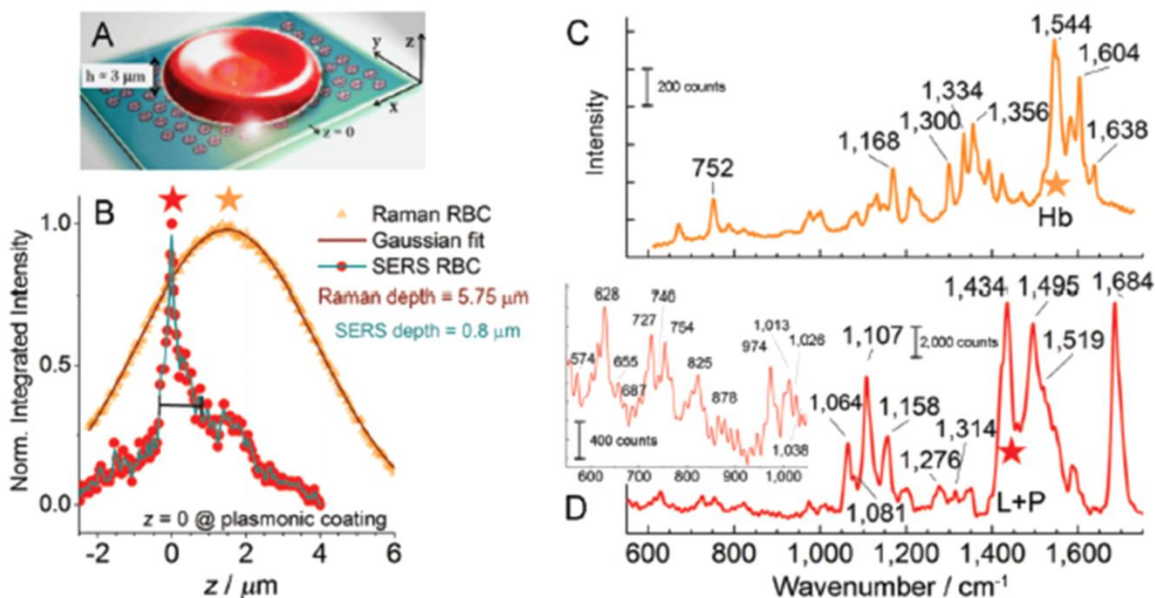 A
h = 3 μm
y
z
x
z=0
B
Norm. Integrated Intensity
1.0
0.5
0.0
Raman RBC
Gaussian fit
SERS RBC
Raman depth = 5.75 μm
SERS depth = 0.8 μm
z = 0 @ plasmonic coating
-2 0 2 4 6
z / μm
C
Intensity
200 counts
752
1,168
1,300
1,334
1,356
1,544
1,604
1,638
Hb
D
628
574
655
687
727
740
754
825
878
974
1,013
1,026
1,038
400 counts
600 700 800 900 1,000
1,064
1,081
1,107
1,158
1,276
1,314
2,000 counts
1,434
1,495
1,519
1,684
L+P
600 800 1,000 1,200 1,400 1,600
Wavenumber / cm⁻¹